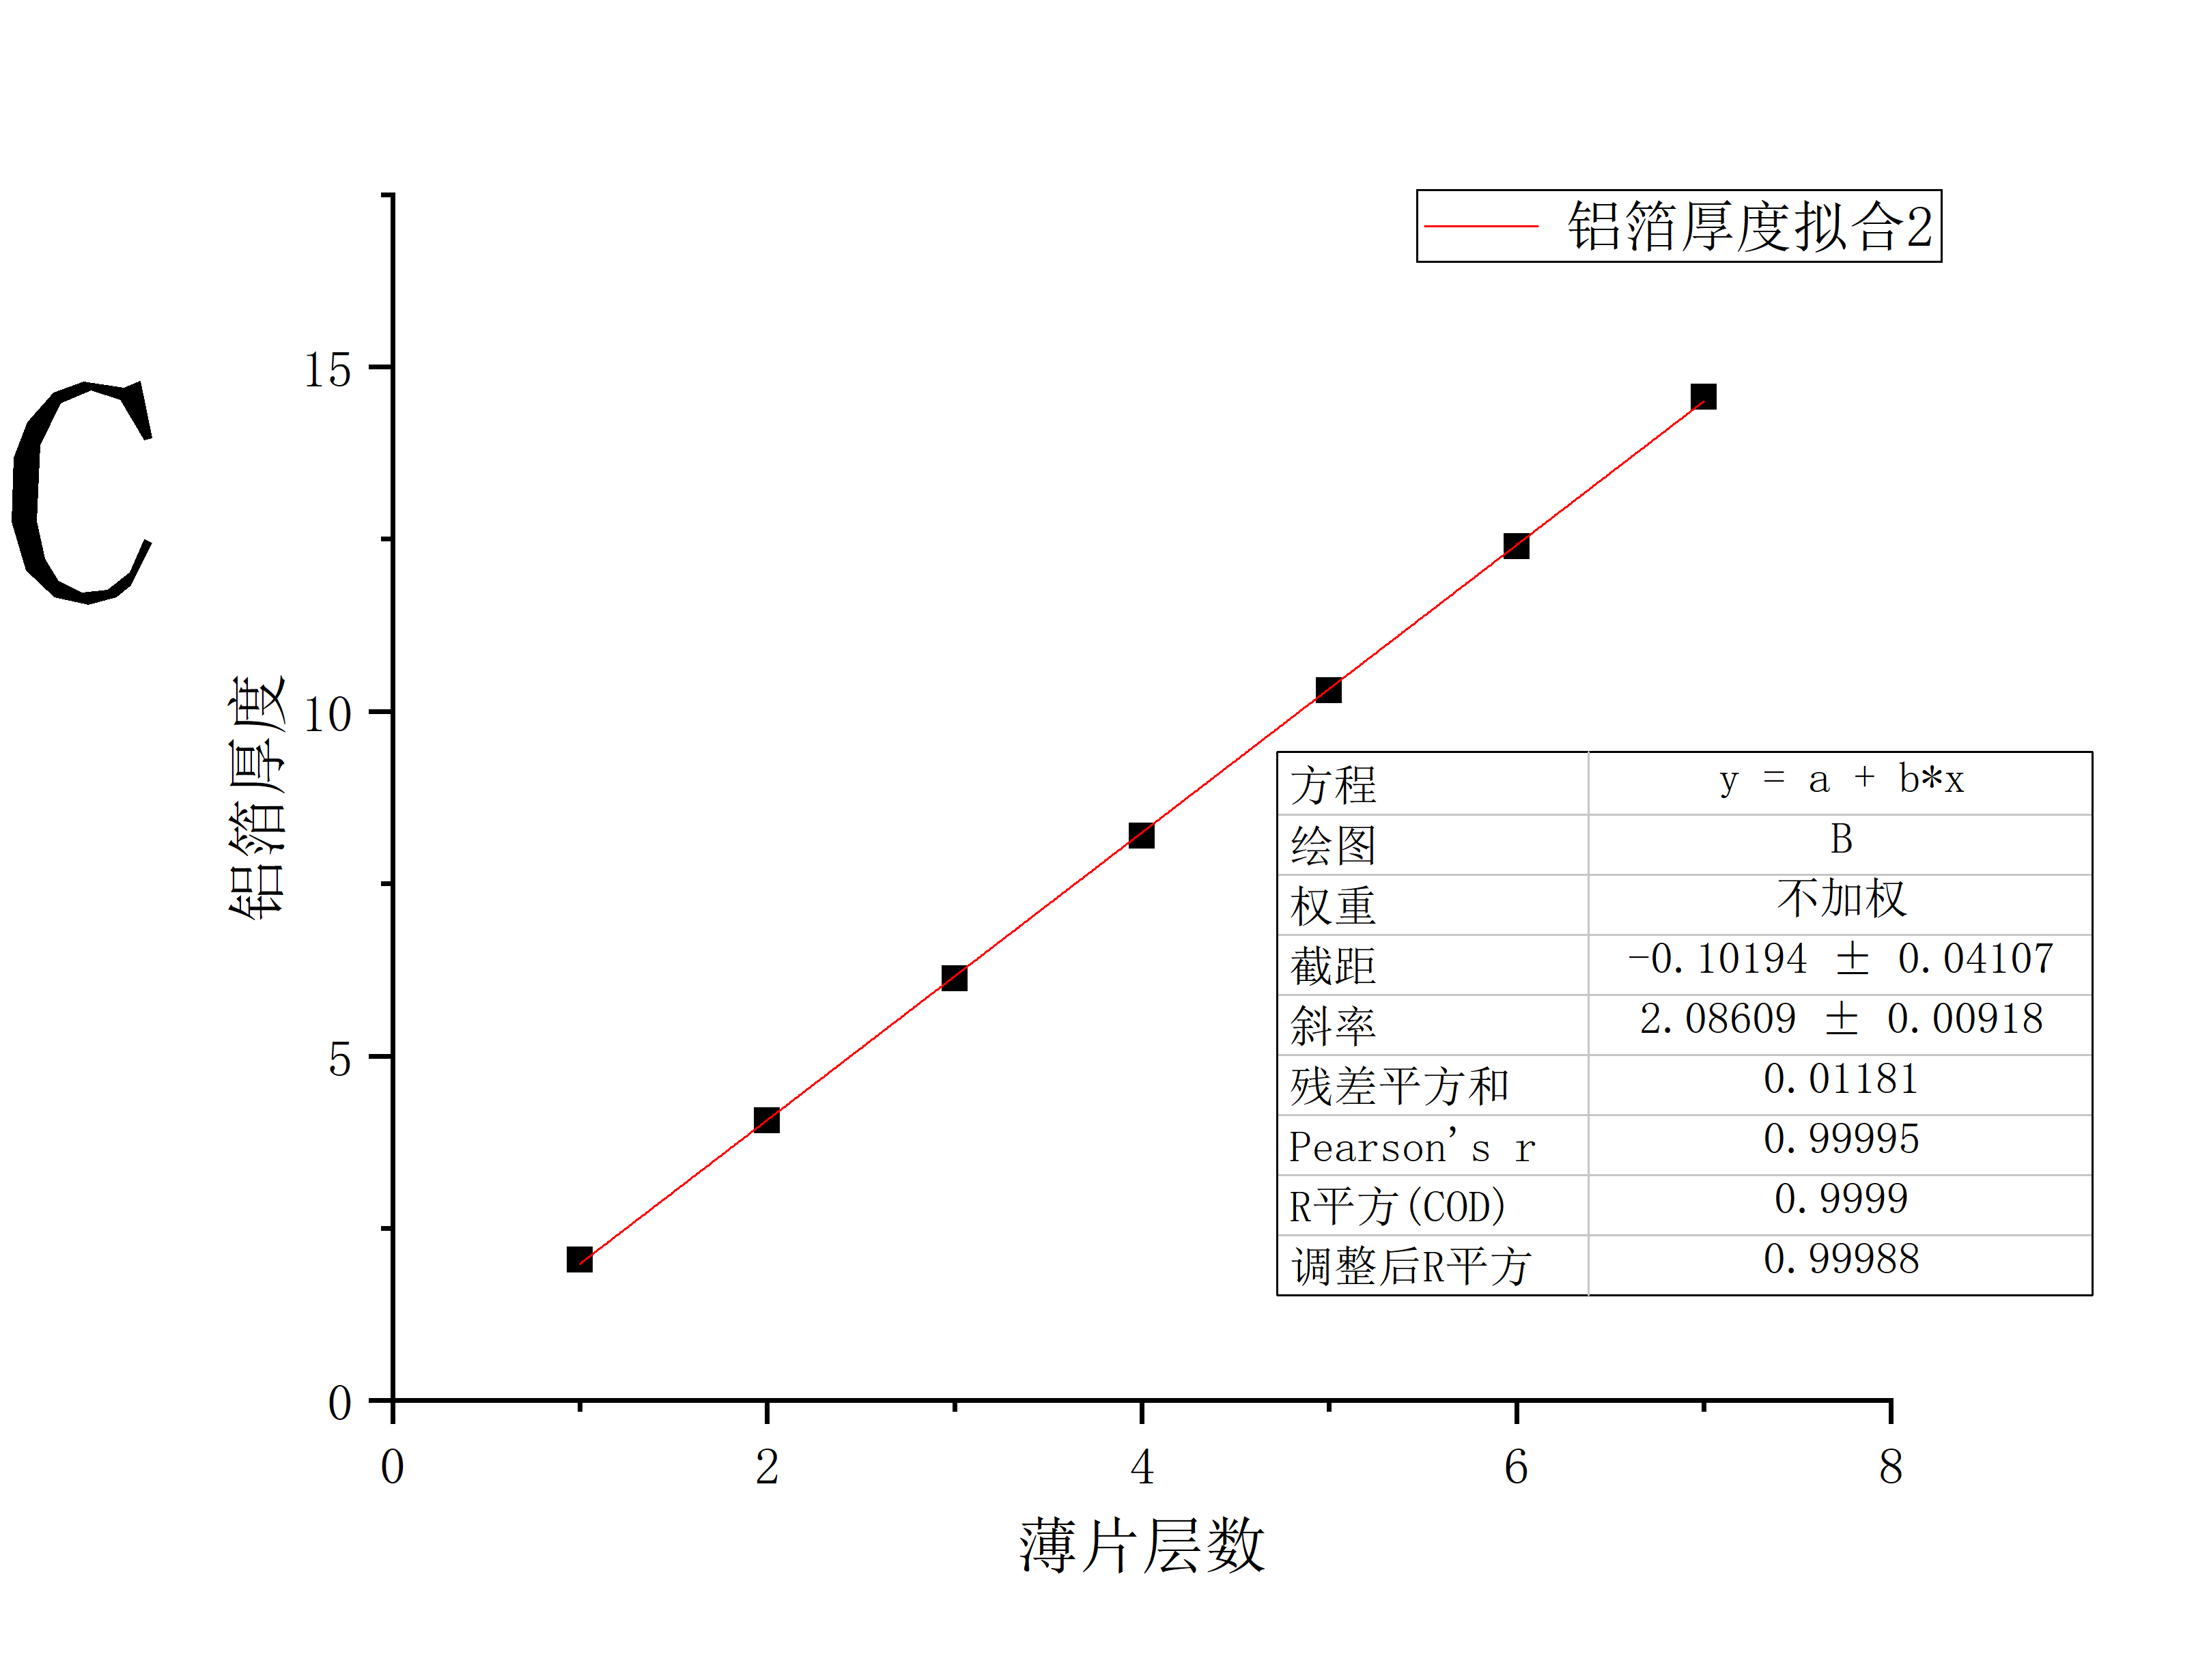 铝箔厚度拟合2
C
铝箔厚度
15
10
5
0
方程 y = a + b*x
绘图 B
权重 不加权
截距 -0.10194 ± 0.04107
斜率 2.08609 ± 0.00918
残差平方和 0.01181
Pearson's r 0.99995
R平方(COD) 0.9999
调整后R平方 0.99988
0 2 4 6 8
薄片层数